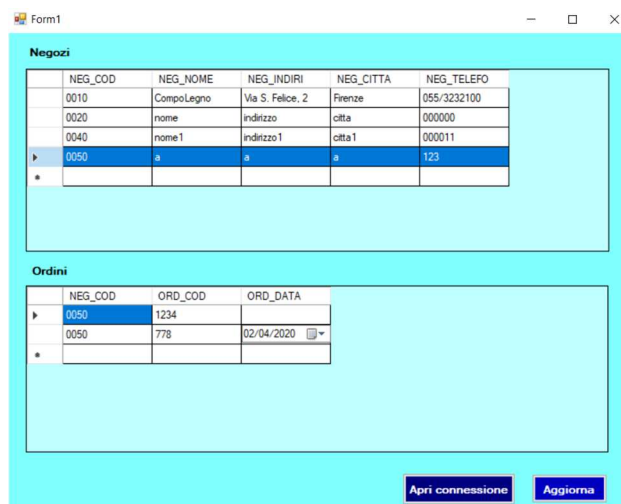 Form1
Negozi
NEG_COD NEG_NOME NEG_INDIRI NEG_CITTA NEG_TELEFO
0010 CompoLegno Via S. Felice, 2 Firenze 055/3232100
0020 nome indirizzo citta 000000
0040 nome1 indirizzo1 citta1 000011
0050 a a a 123
Ordini
NEG_COD ORD_COD ORD_DATA
0050 1234
0050 778 02/04/2020
Apri connessione Aggiorna